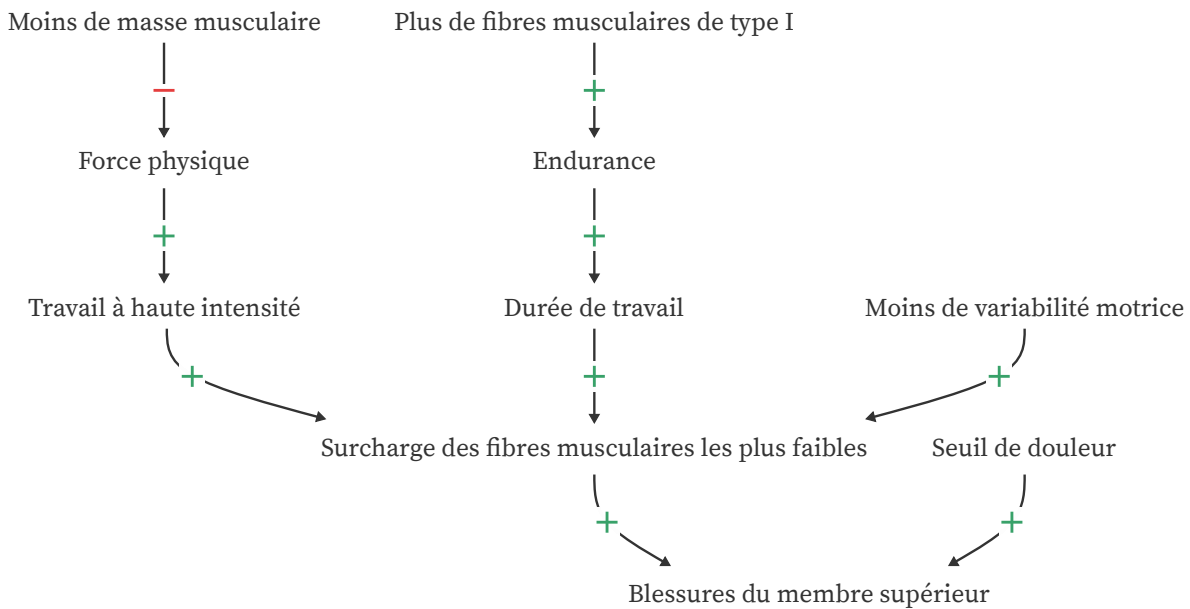 Moins de masse musculaire
Plus de fibres musculaires de type I
−
+
Force physique
Endurance
+
+
Travail à haute intensité
Durée de travail
Moins de variabilité motrice
+
+
+
Surcharge des fibres musculaires les plus faibles
Seuil de douleur
+
+
Blessures du membre supérieur